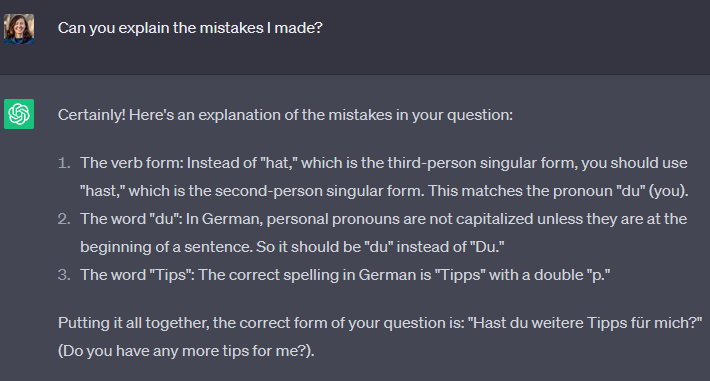 Can you explain the mistakes I made?
Certainly! Here's an explanation of the mistakes in your question:
1. The verb form: Instead of "hat," which is the third-person singular form, you should use
"hast," which is the second-person singular form. This matches the pronoun "du" (you).
2. The word "du": In German, personal pronouns are not capitalized unless they are at the
beginning of a sentence. So it should be "du" instead of "Du."
3. The word "Tips": The correct spelling in German is "Tipps" with a double "p."
Putting it all together, the correct form of your question is: "Hast du weitere Tipps für mich?"
(Do you have any more tips for me?).